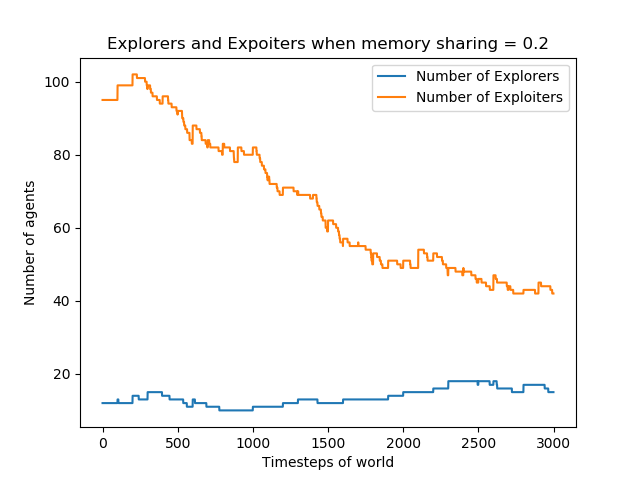 Explorers and Expoiters when memory sharing = 0.2
Number of Explorers
Number of Exploiters
100
80
60
40
20
Number of agents
0 500 1000 1500 2000 2500 3000
Timesteps of world